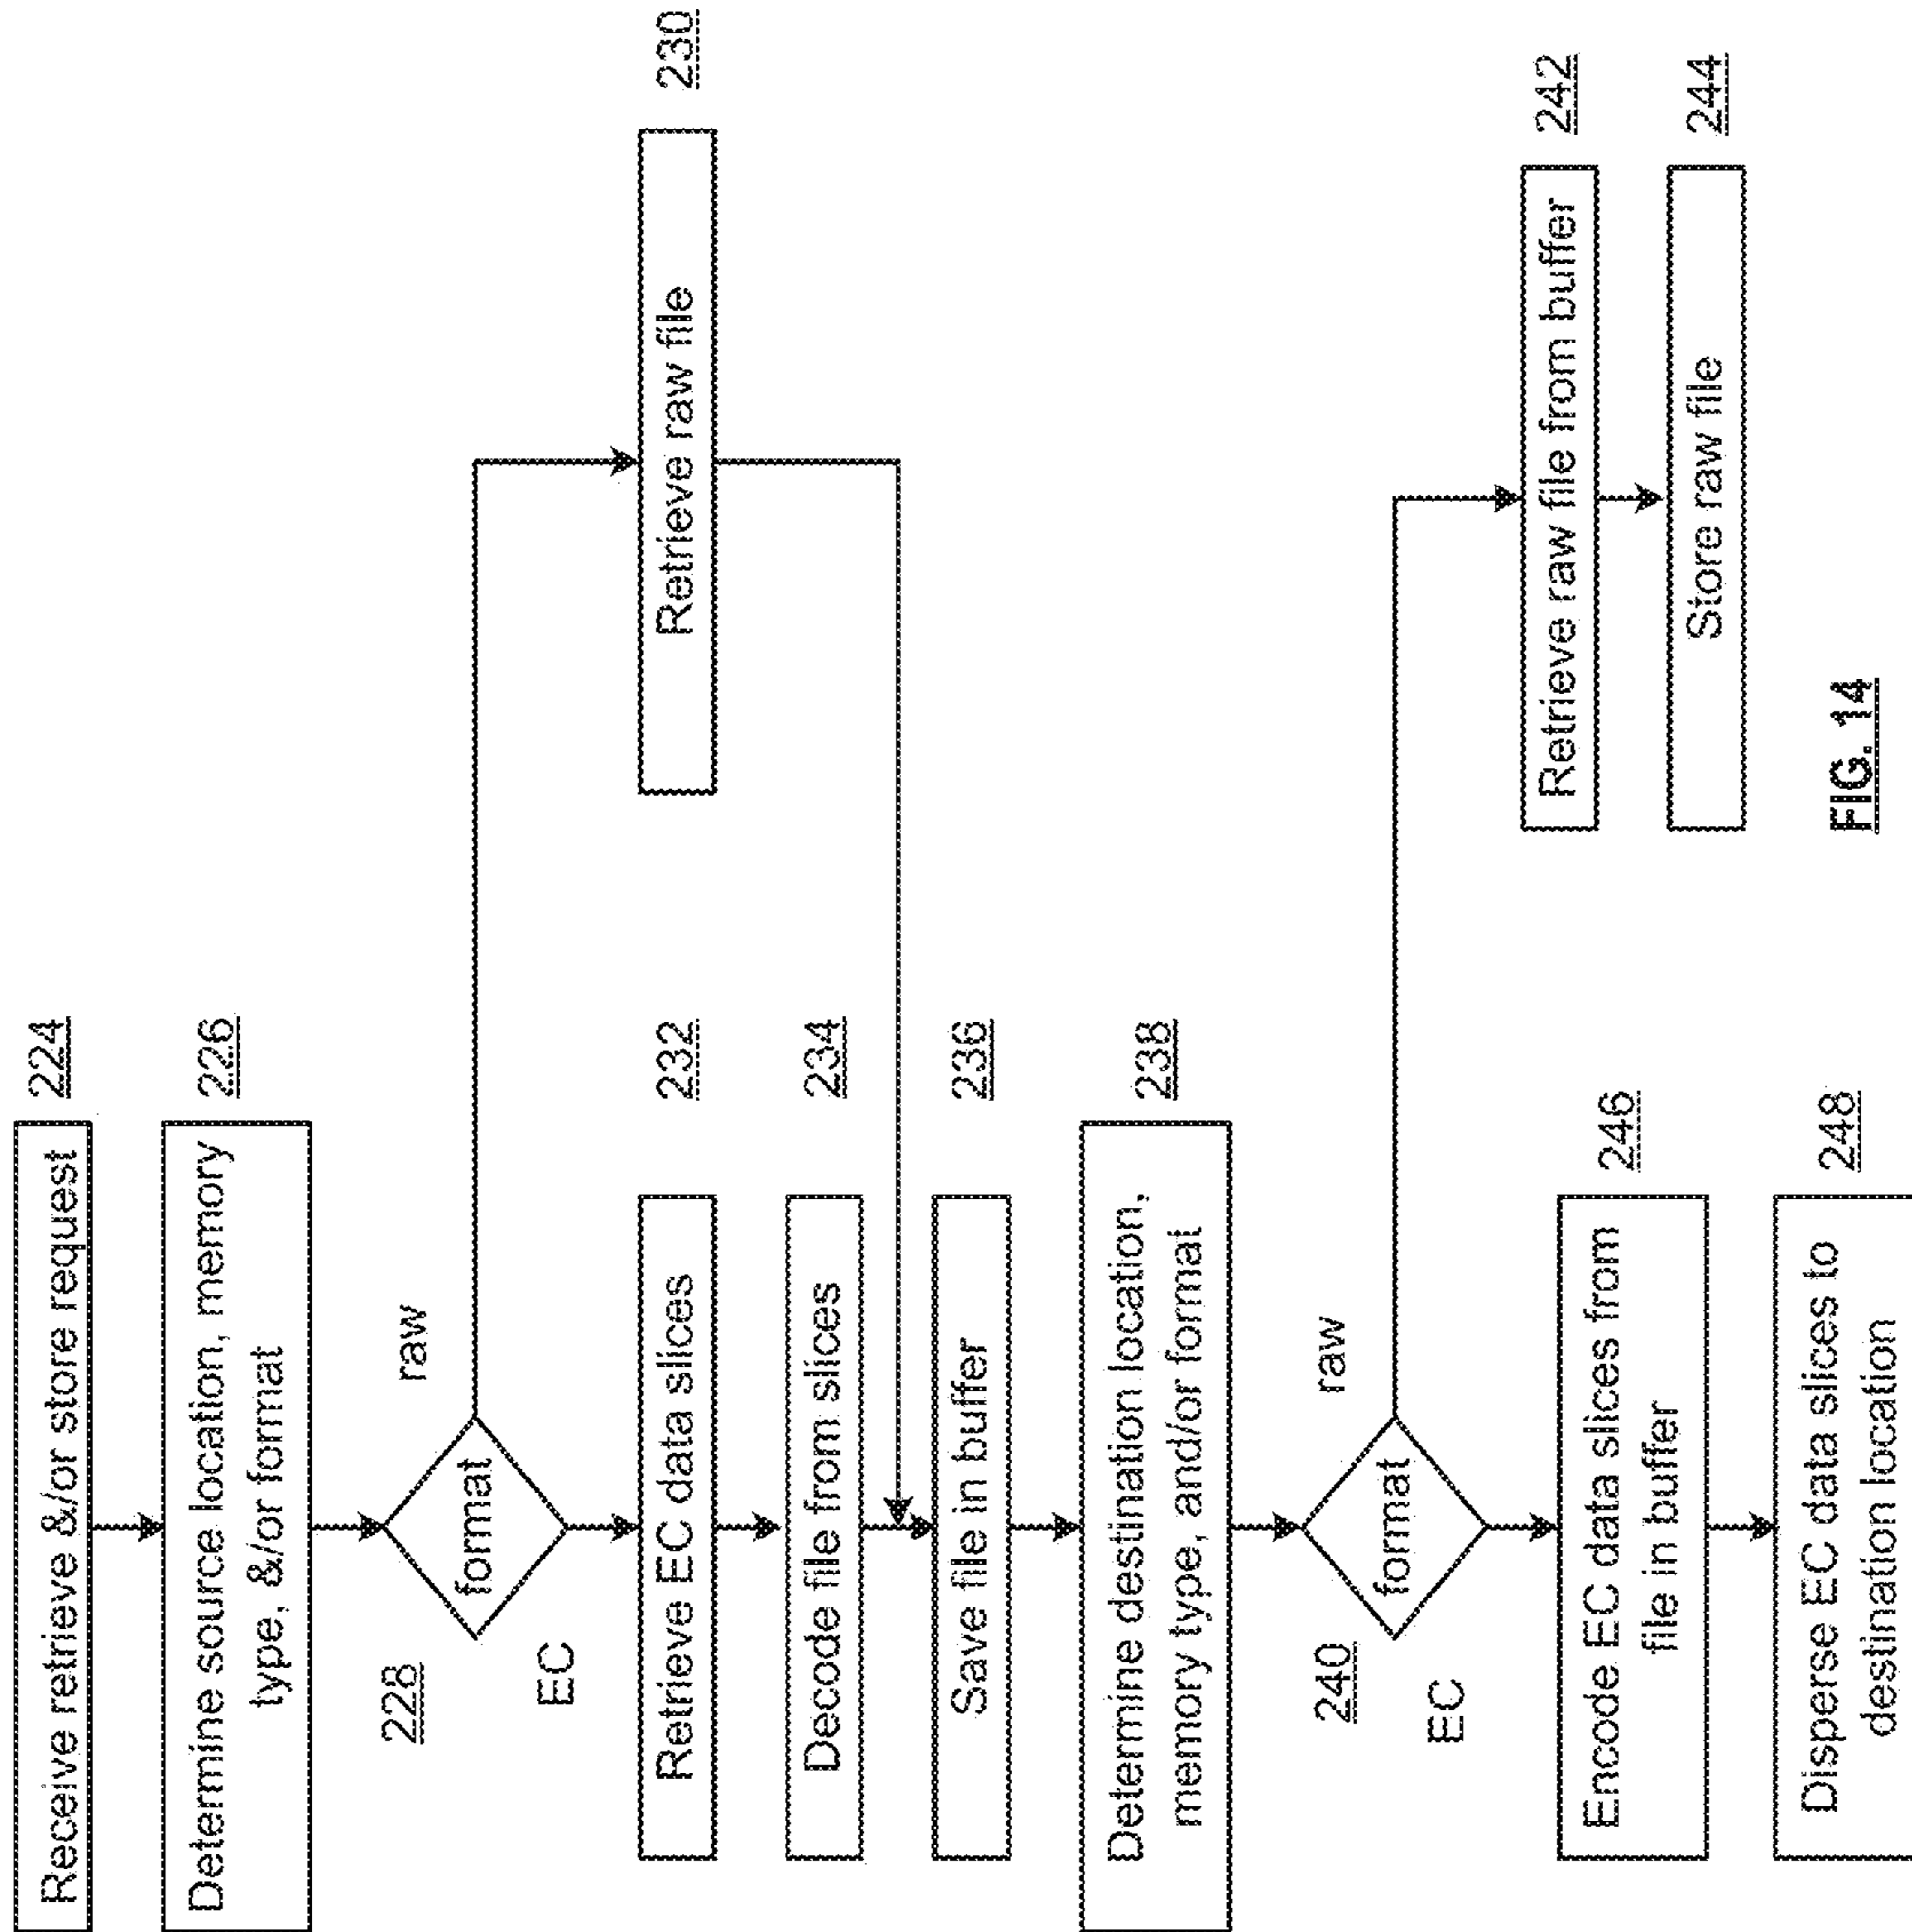 Receive retrieve &/or store request
224
Determine source location, memory
type, &/or format
226
228
format
raw
EC
Retrieve raw file
230
Retrieve EC data slices
232
Decode file from slices
234
Save file in buffer
236
Determine destination location,
memory type, and/or format
238
240
format
raw
EC
Retrieve raw file from buffer
242
Store raw file
244
Encode EC data slices from
file in buffer
246
Disperse EC data slices to
destination location
248
FIG. 14